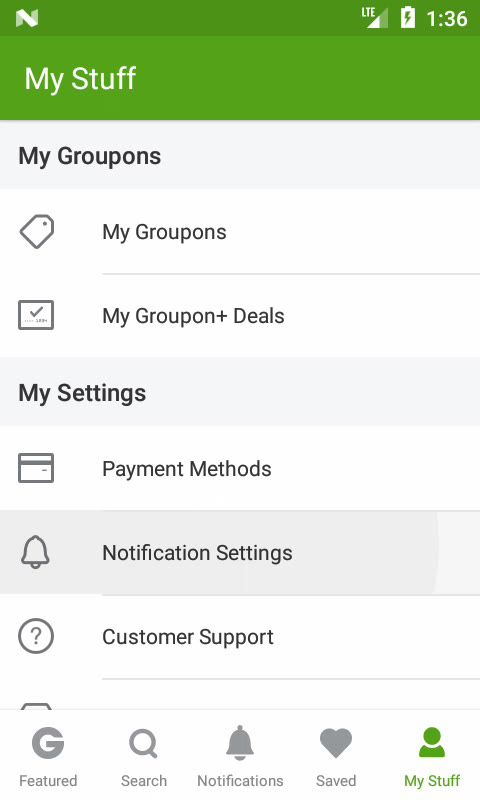 LTE 1:36
My Stuff
My Groupons
My Groupons
My Groupon+ Deals
My Settings
Payment Methods
Notification Settings
? Customer Support
G
Featured Search Notifications Saved My Stuff